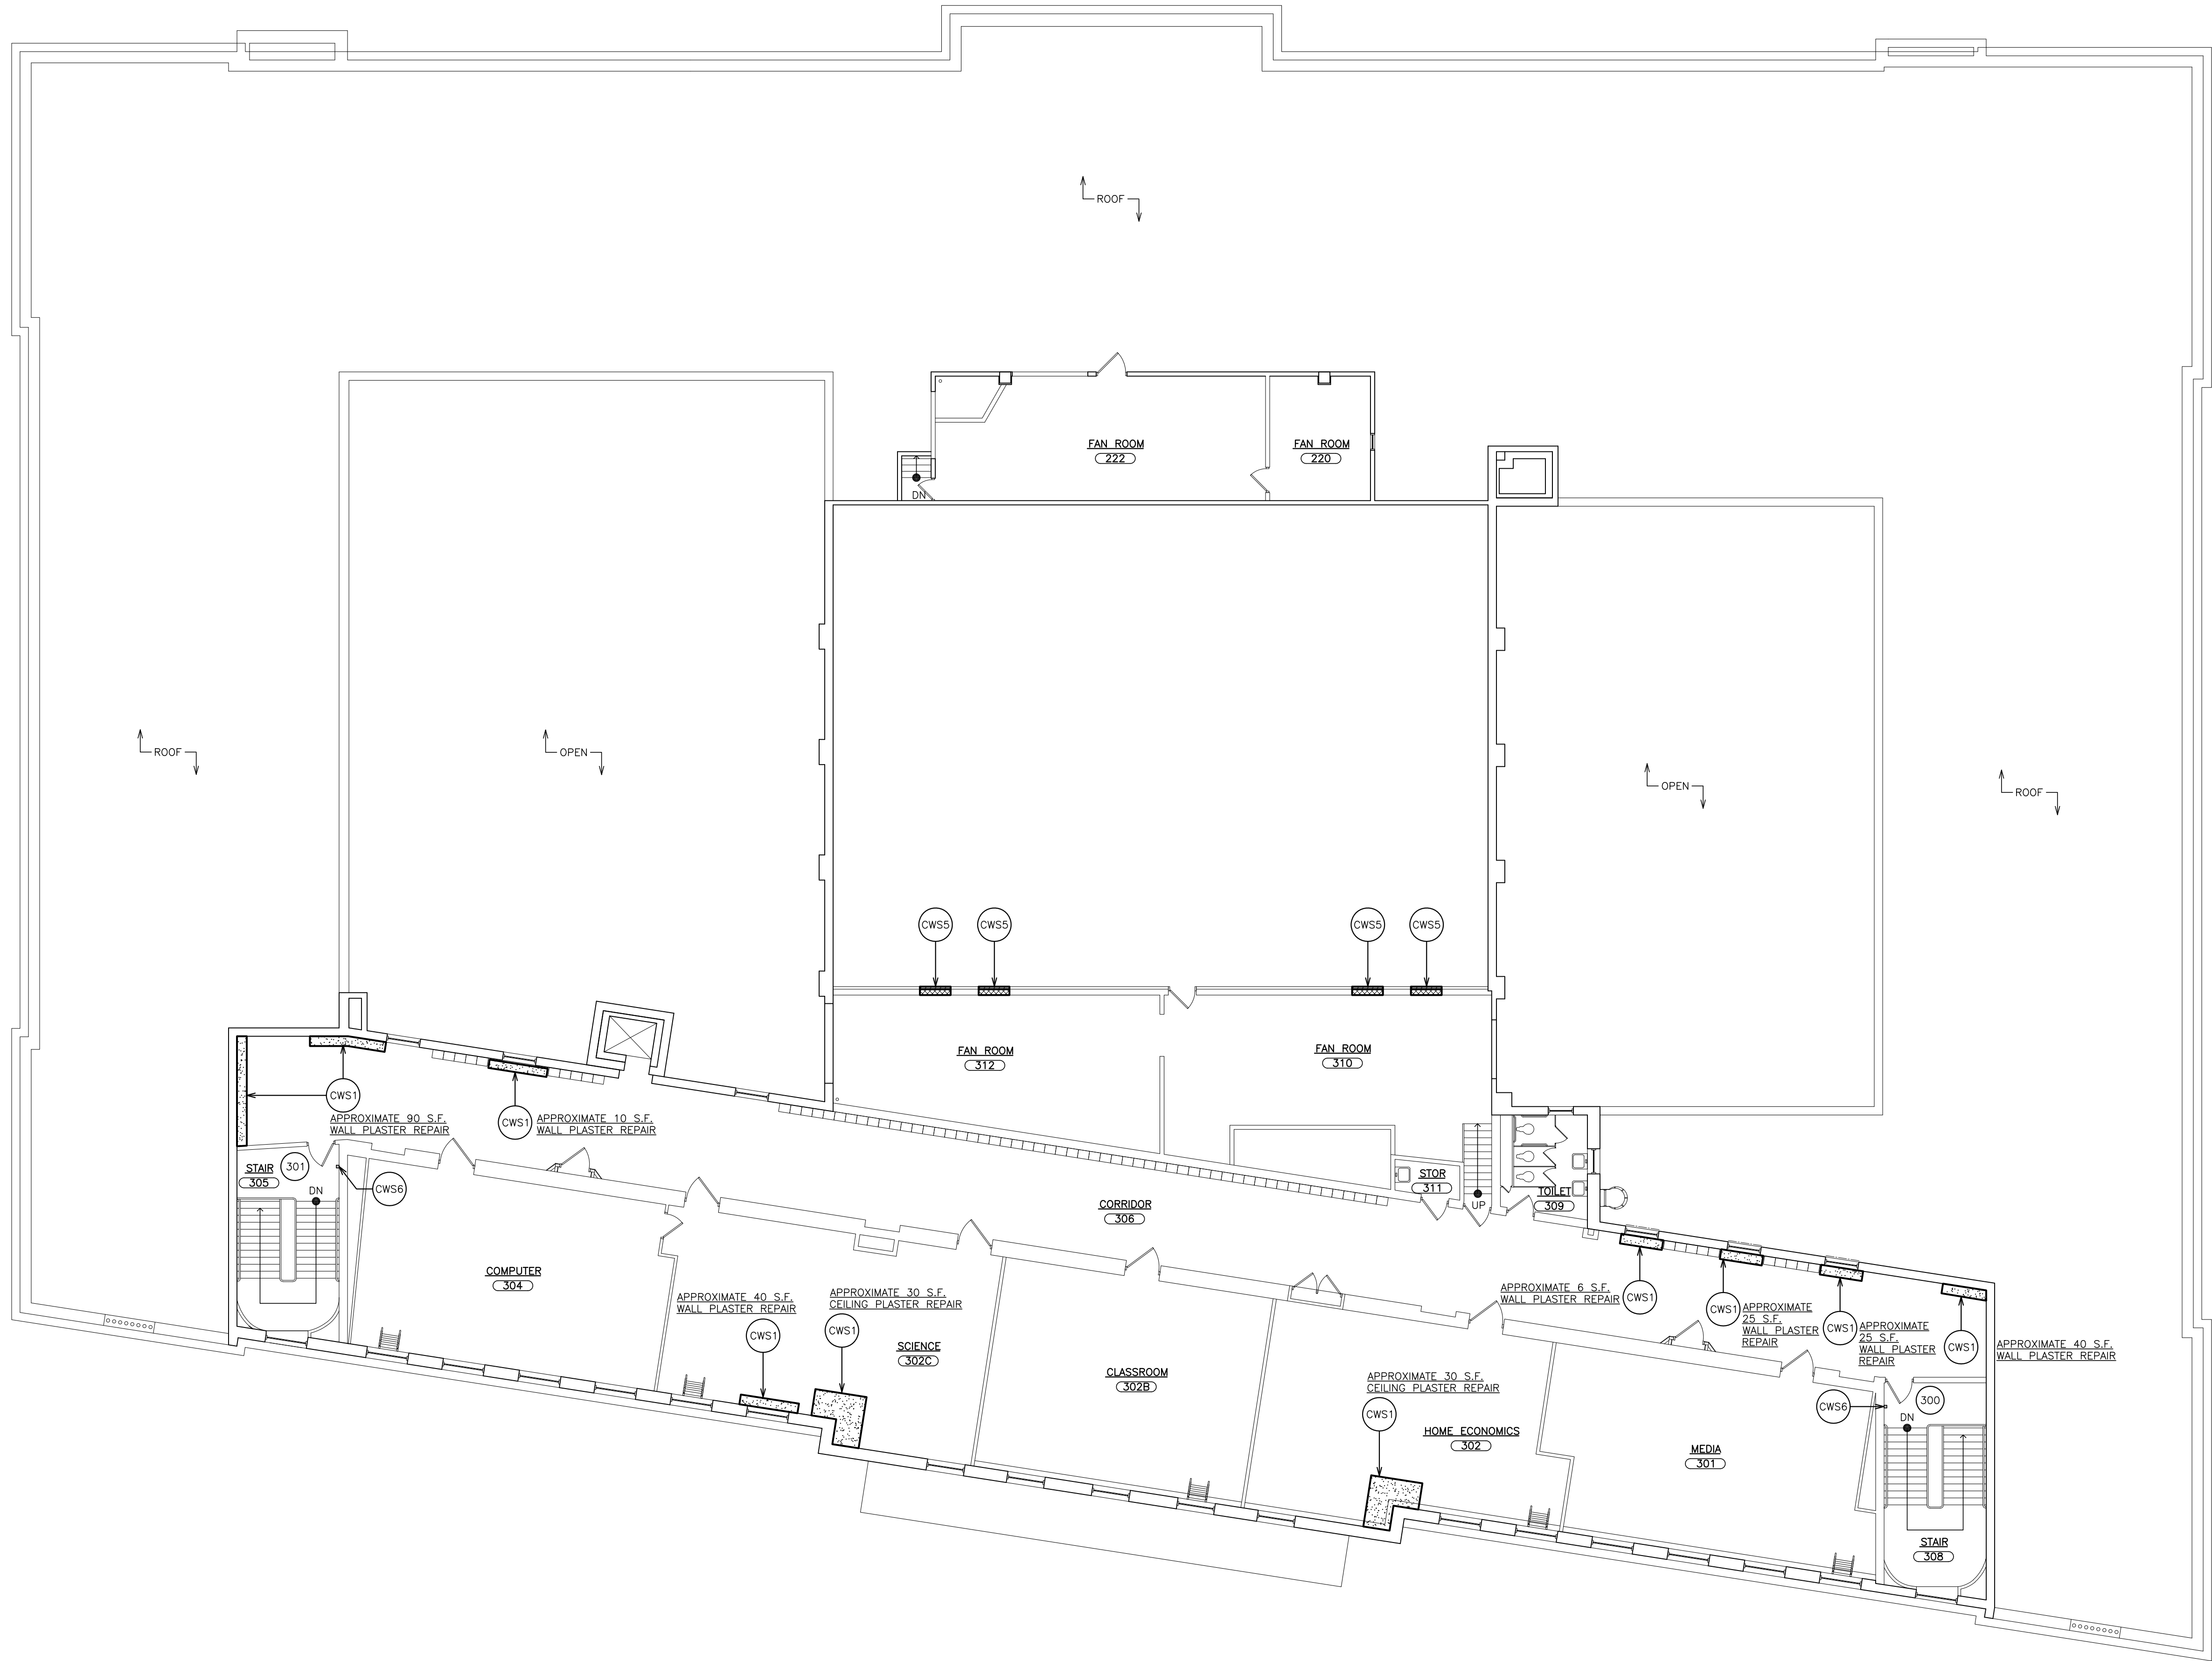 ROOF
FAN ROOM
222
FAN ROOM
220
DN
ROOF
OPEN
OPEN
ROOF
CWS5
CWS5
CWS5
CWS5
FAN ROOM
312
FAN ROOM
310
CWS1
APPROXIMATE 90 S.F.
WALL PLASTER REPAIR
CWS1
APPROXIMATE 10 S.F.
WALL PLASTER REPAIR
STAIR
305
301
DN
CWS6
STOR
311
UP
TOILET
309
CORRIDOR
306
COMPUTER
304
APPROXIMATE 40 S.F.
WALL PLASTER REPAIR
CWS1
APPROXIMATE 30 S.F.
CEILING PLASTER REPAIR
CWS1
SCIENCE
302C
CLASSROOM
302B
APPROXIMATE 6 S.F.
WALL PLASTER REPAIR
CWS1
CWS1
APPROXIMATE
25 S.F.
WALL PLASTER
REPAIR
CWS1
APPROXIMATE
25 S.F.
WALL PLASTER
REPAIR
CWS1
APPROXIMATE 40 S.F.
WALL PLASTER REPAIR
APPROXIMATE 30 S.F.
CEILING PLASTER REPAIR
CWS1
HOME ECONOMICS
302
MEDIA
301
CWS6
300
DN
STAIR
308